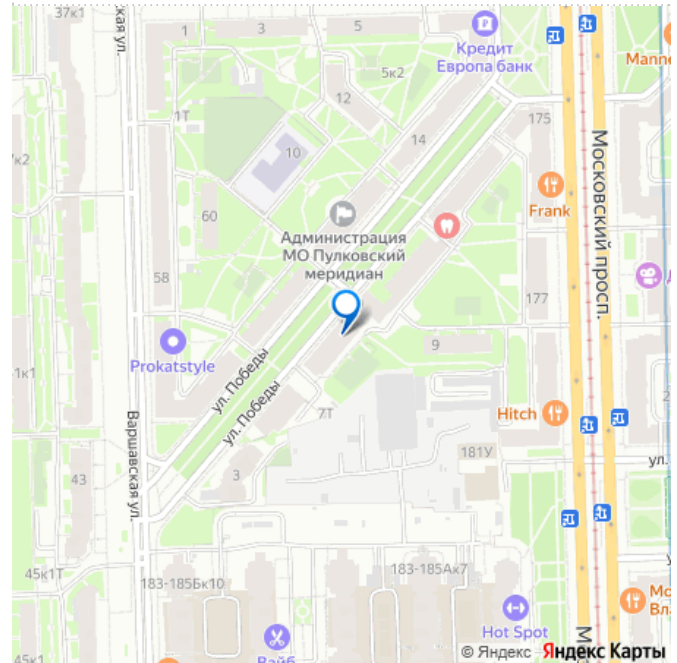 37к1
1
3
5
Кредит
Европа банк
5к2
12
1Т
14
175
10
60
Администрация
МО Пулковский
меридиан
Frank
Московский просп.
58
177
Prokatstyle
9
ул. Победы
ул. Победы
Hitch
7Т
181У
Варшавская ул.
43
3
45к1Т
183-185Бк10
183-185Ак7
Hot Spot
45к1
© Яндекс Яндекс Карты